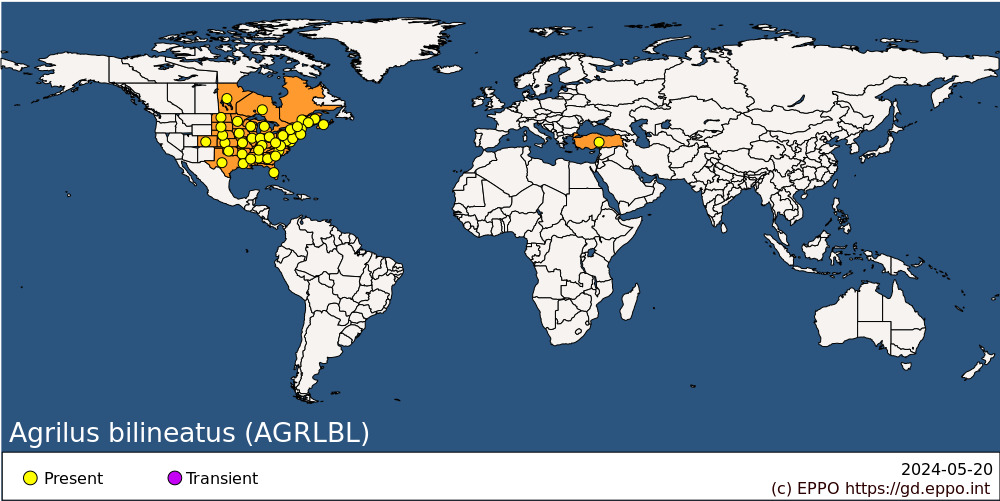 Agrilus bilineatus (AGRLBL)
Present
Transient
2024-05-20
(c) EPPO https://gd.eppo.int